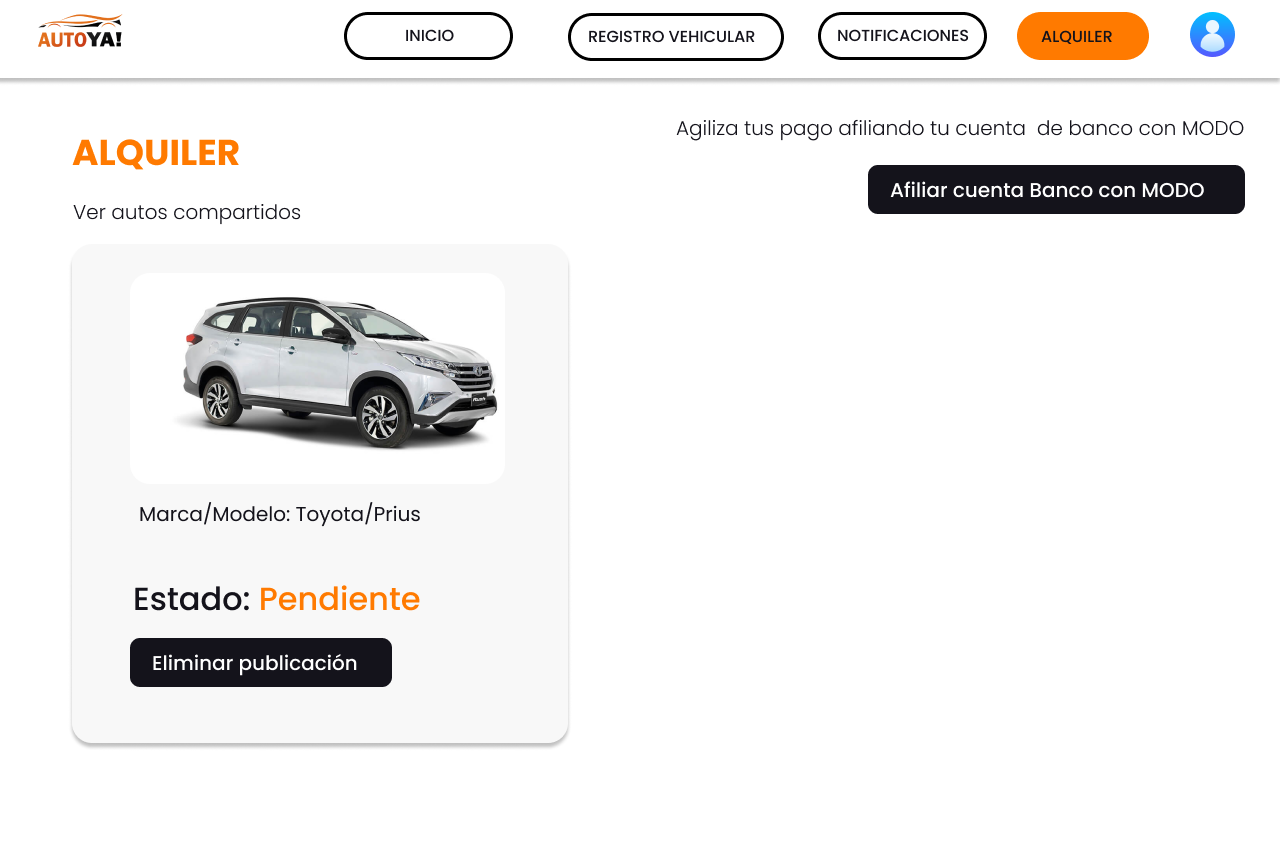 AUTOYA!
INICIO
REGISTRO VEHICULAR
NOTIFICACIONES
ALQUILER
Agiliza tus pago afiliando tu cuenta  de banco con MODO
ALQUILER
Afiliar cuenta Banco con MODO
Ver autos compartidos
Marca/Modelo: Toyota/Prius
Estado: Pendiente
Eliminar publicación